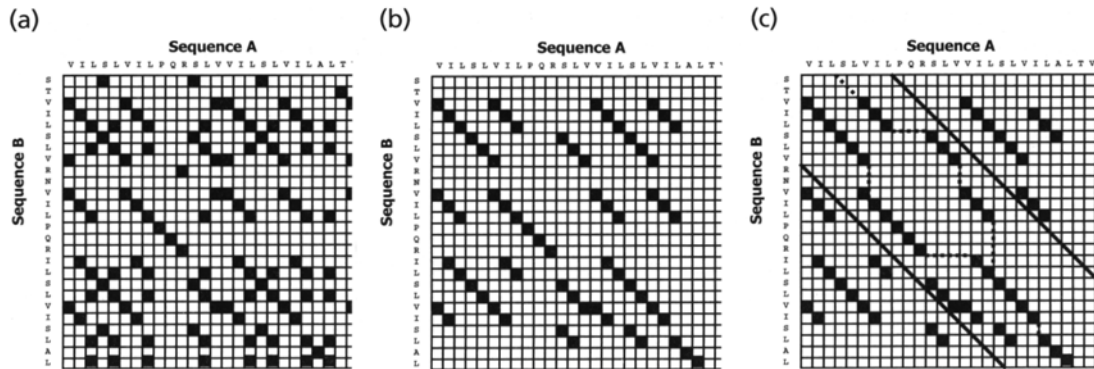 (a)
Sequence A
V I L S L V I L P Q R S L V V I L S L V I L A L T
Sequence B
S
T
V
I
L
S
L
V
R
N
V
I
L
P
Q
R
I
L
S
L
V
I
S
L
A
L
(b)
Sequence A
V I L S L V I L P Q R S L V V I L S L V I L A L T V
Sequence B
S
T
V
I
L
S
L
V
R
N
V
I
L
P
Q
R
I
L
S
L
V
I
S
L
A
L
(c)
Sequence A
V I L S L V I L P Q R S L V V I L S L V I L A L T V
Sequence B
S
T
V
I
L
S
L
V
R
N
V
I
L
P
Q
R
I
L
S
L
V
I
S
L
A
L